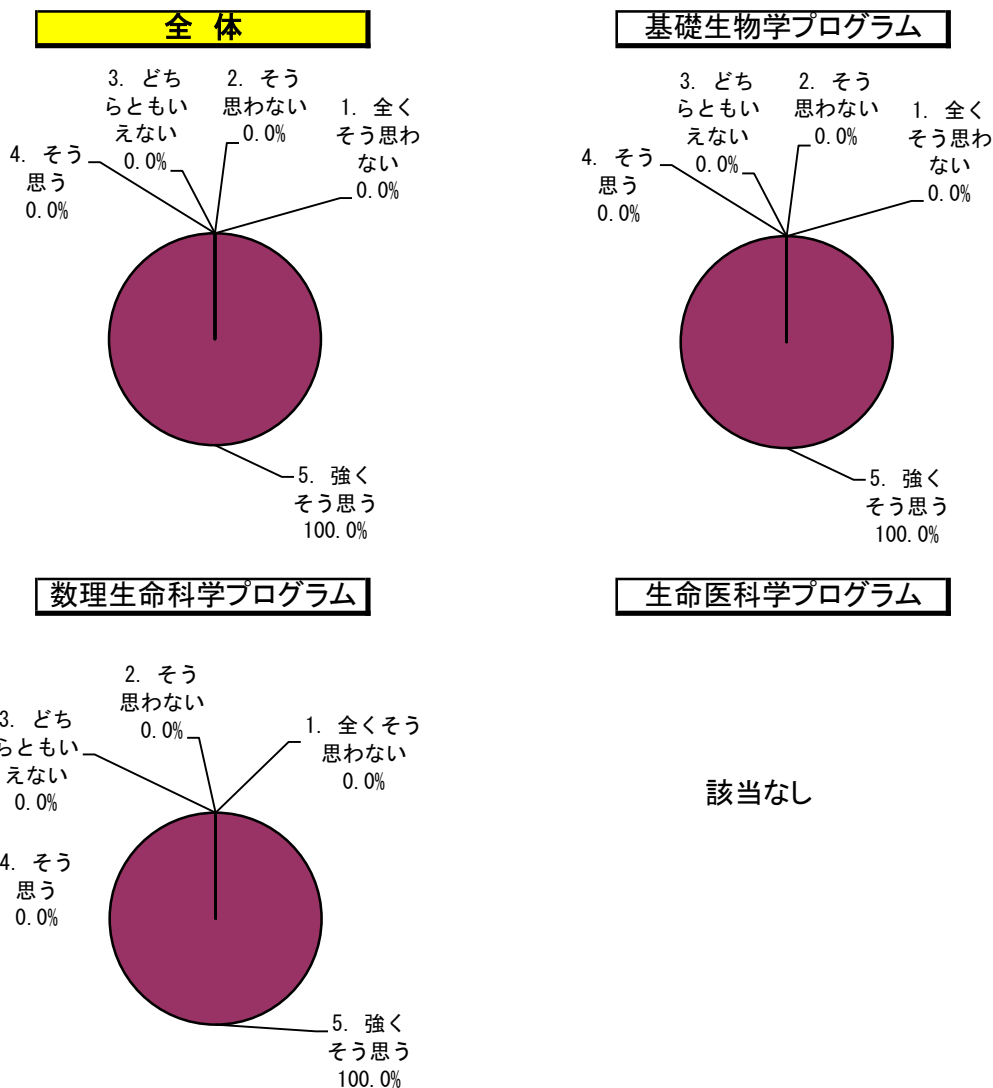 全 体
3. どち
らともい
えない
0.0%
2. そう
思わない
0.0%
1. 全く
そう思わ
ない
0.0%
4. そう
思う
0.0%
5. 強く
そう思う
100.0%
基礎生物学プログラム
3. どち
らともい
えない
0.0%
2. そう
思わない
0.0%
1. 全く
そう思わ
ない
0.0%
4. そう
思う
0.0%
5. 強く
そう思う
100.0%
数理生命科学プログラム
2. そう
思わない
0.0%
3. どち
らともい
えない
0.0%
1. 全くそう
思わない
0.0%
4. そう
思う
0.0%
5. 強く
そう思う
100.0%
生命医科学プログラム
該当なし